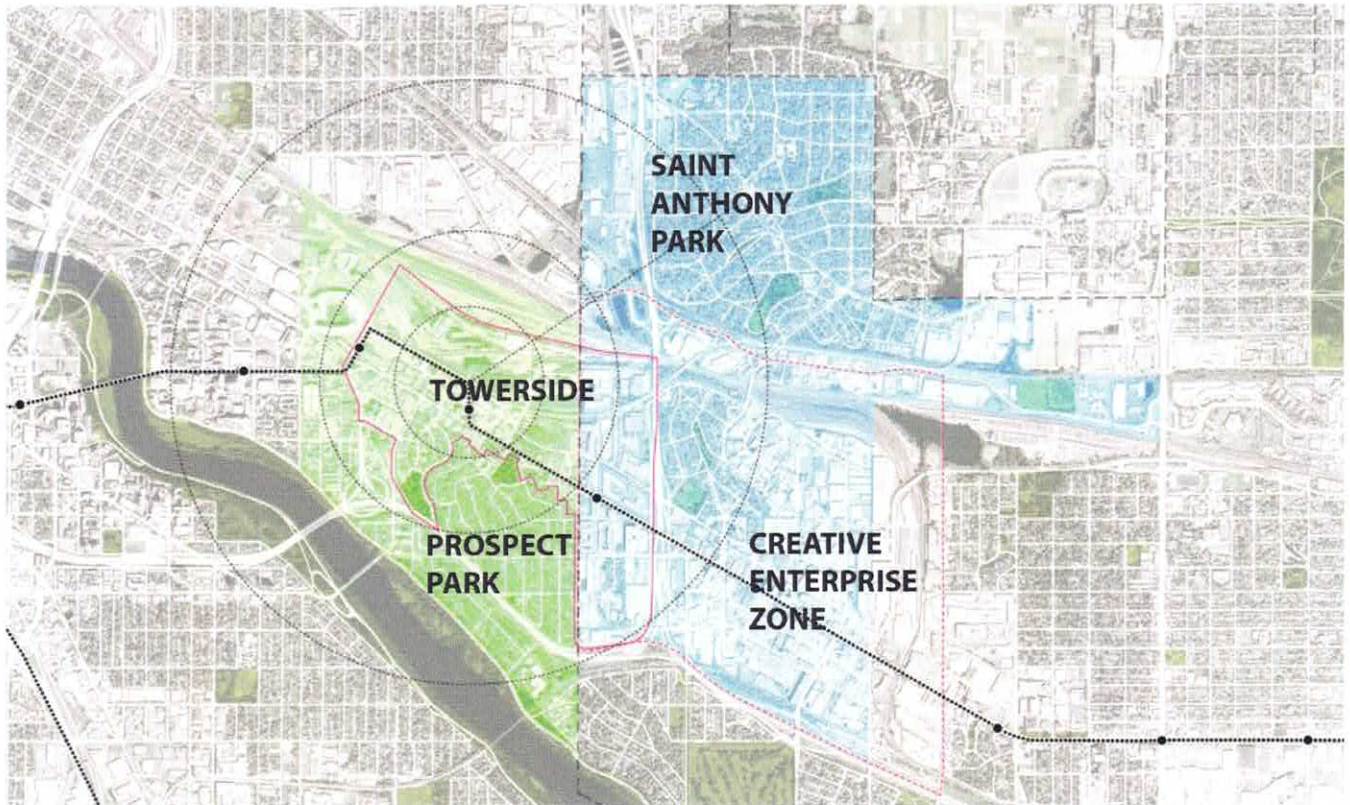 SAINT
ANTHONY
PARK
TOWERSIDE
PROSPECT
PARK
CREATIVE
ENTERPRISE
ZONE